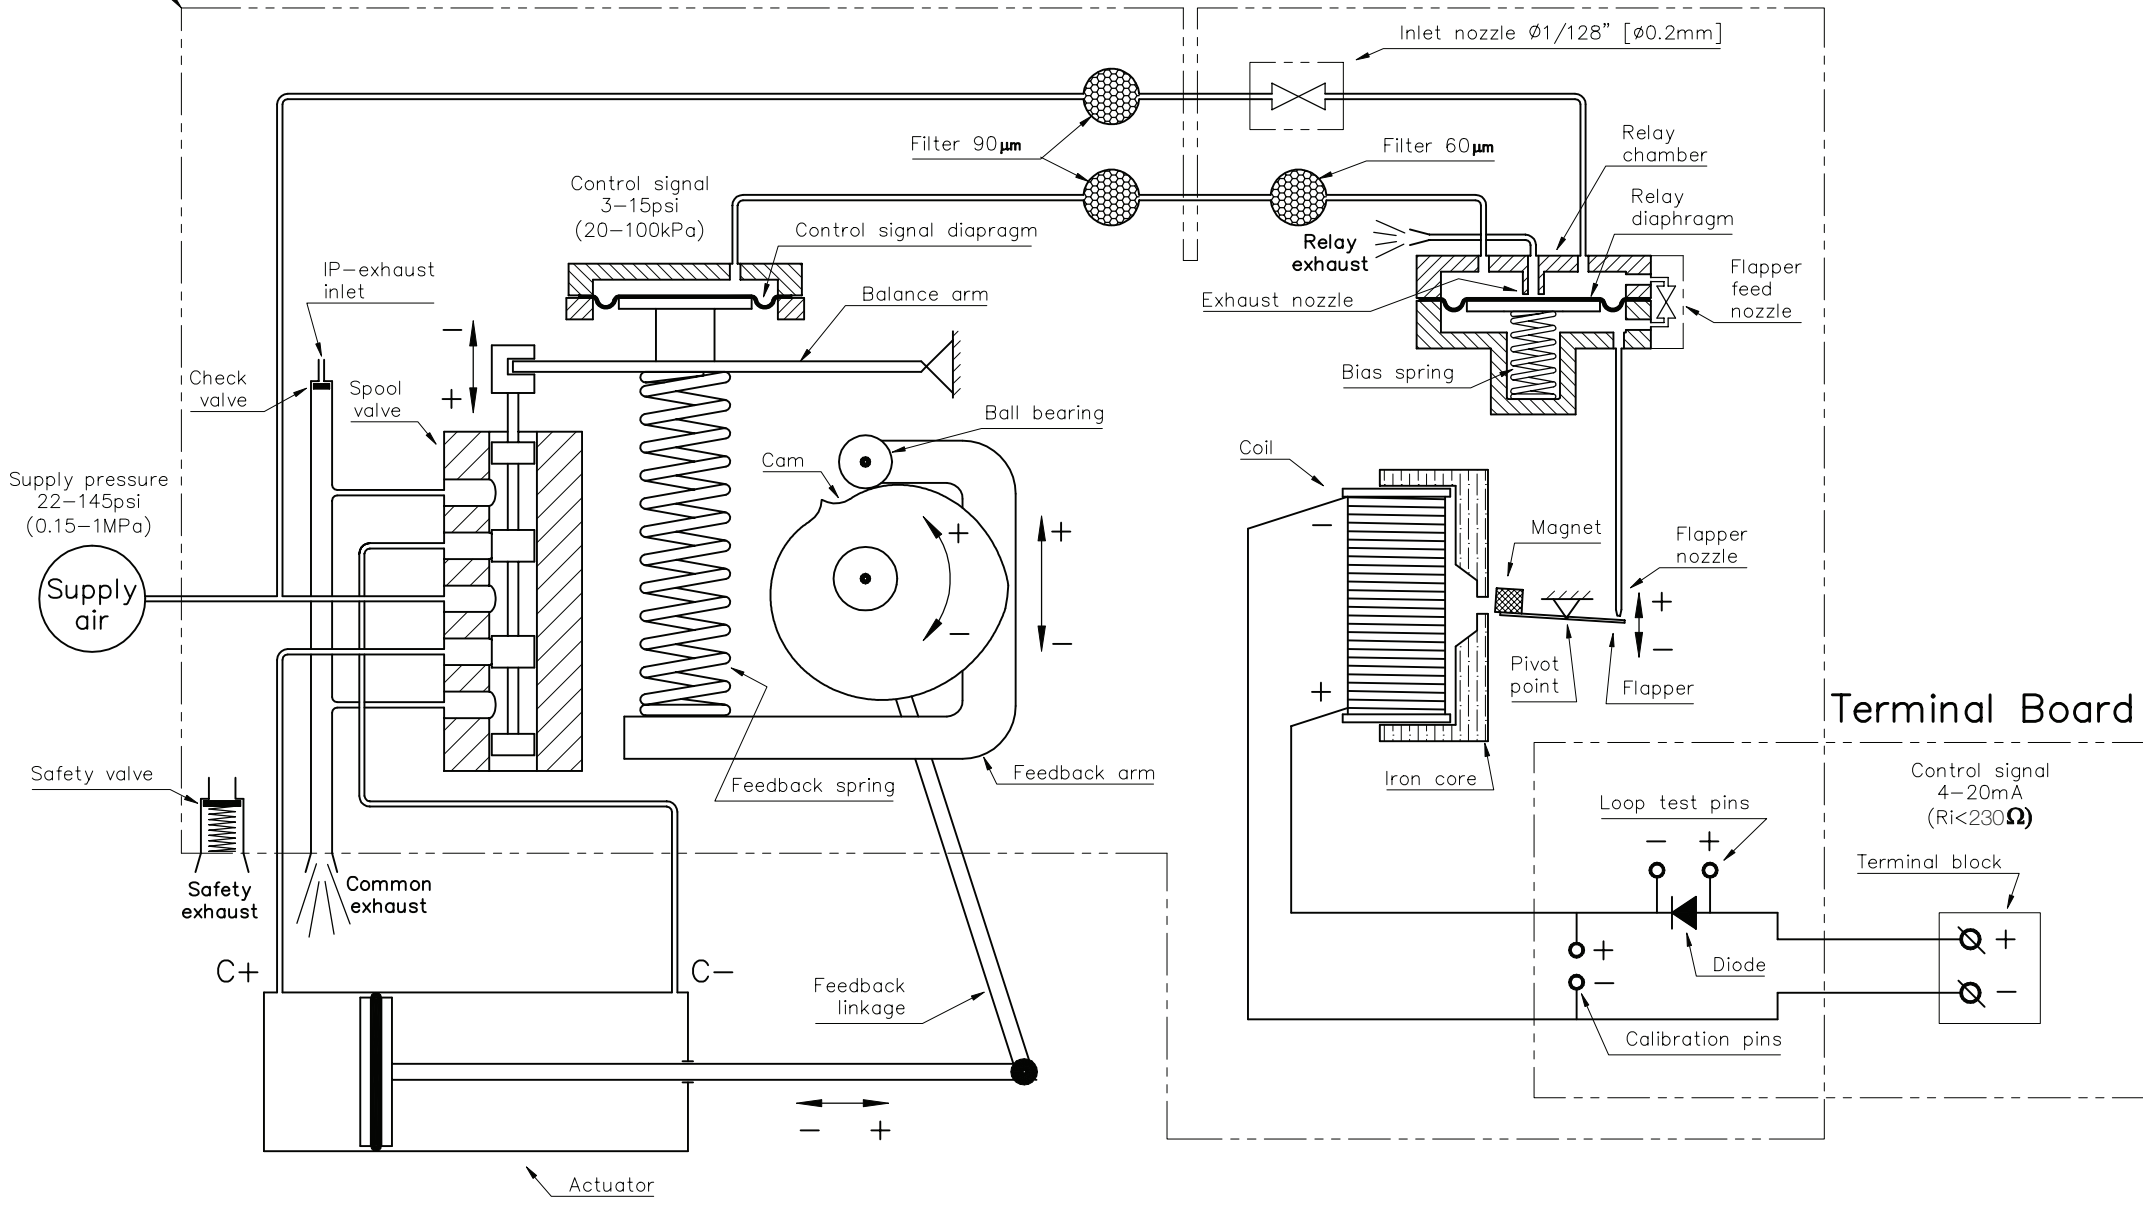 Inlet nozzle Ø1/128” [ø0.2mm]
Filter 90µm
Filter 60µm
Relay
chamber
Relay
diaphragm
Control signal
3–15psi
(20–100kPa)
Control signal diapragm
Relay
exhaust
IP–exhaust
inlet
Balance arm
Exhaust nozzle
Flapper
feed
nozzle
–
+
Check
valve
Spool
valve
Bias spring
Ball bearing
Coil
Cam
Supply pressure
22–145psi
(0.15–1MPa)
–
Magnet
Flapper
nozzle
+
+
Supply
air
+
–
–
–
Pivot
point
+
Flapper
Terminal Board
Safety valve
Feedback spring
Feedback arm
Iron core
Control signal
4–20mA
(Ri<230Ω)
Loop test pins
–
+
Terminal block
Safety
exhaust
Common
exhaust
+
+
C+
C–
Feedback
linkage
Diode
–
–
Calibration pins
–
+
Actuator